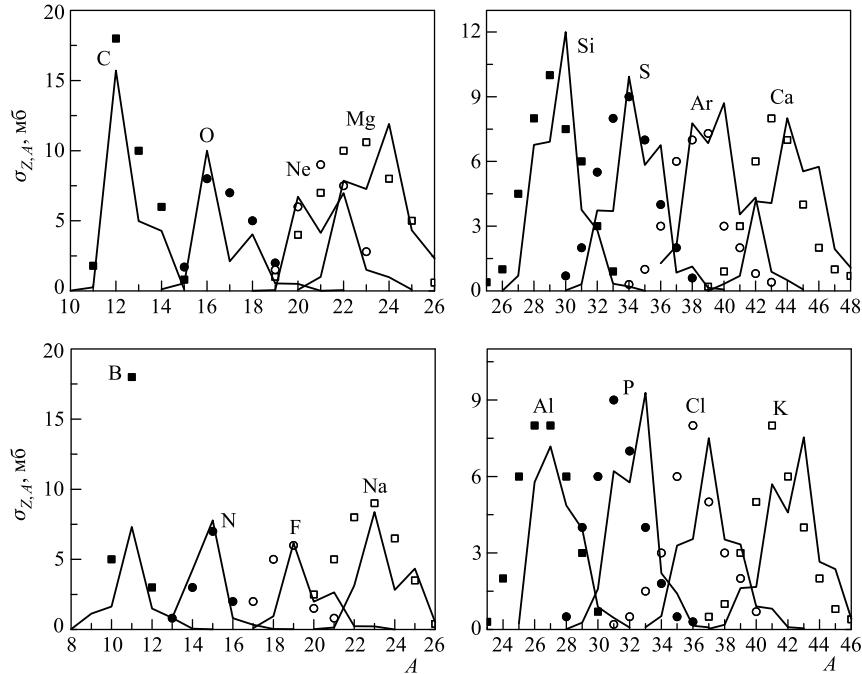 20
15
10
5
0
σZ,A, мб
C
O
Ne
Mg
10 12 14 16 18 20 22 24 26
12
9
6
3
0
Si
S
Ar
Ca
26 28 30 32 34 36 38 40 42 44 46 48
20
15
10
5
0
σZ,A, мб
B
N
F
Na
8 10 12 14 16 18 20 22 24 26
A
9
6
3
0
Al
P
Cl
K
24 26 28 30 32 34 36 38 40 42 44 46
A